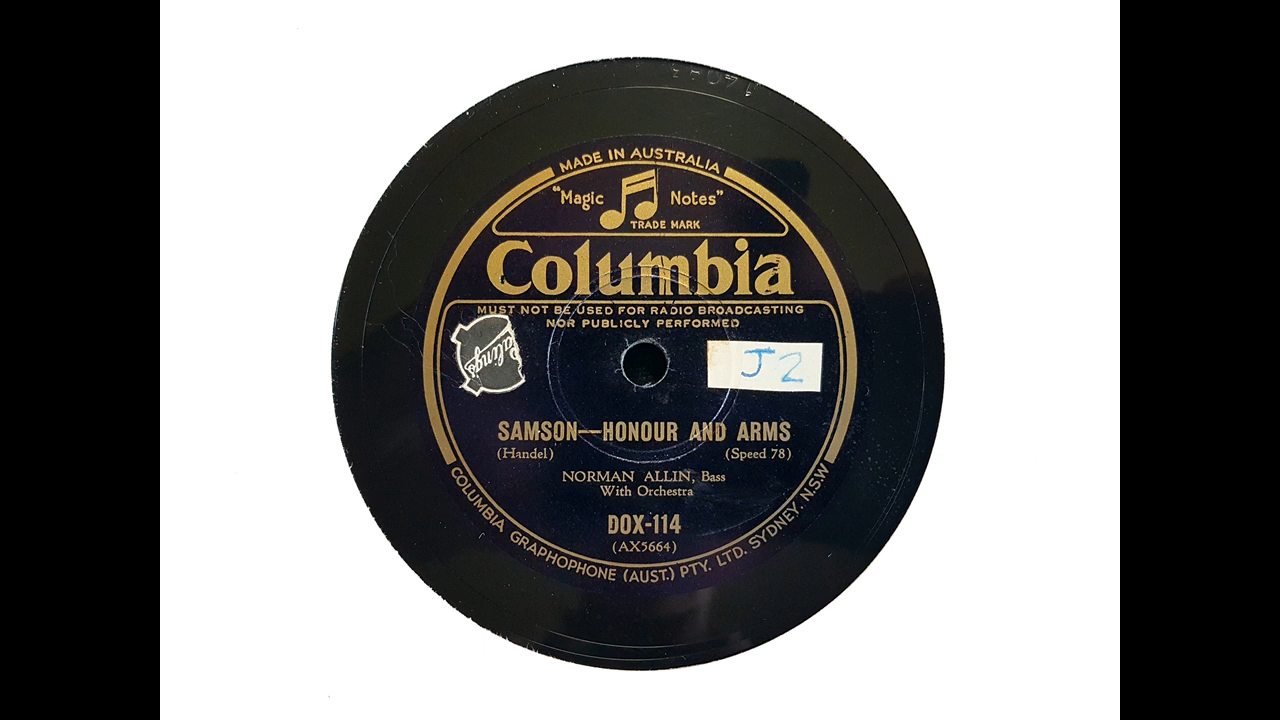 MADE IN AUSTRALIA
"Magic Notes"
TRADE MARK
Columbia
MUST NOT BE USED FOR RADIO BROADCASTING
NOR PUBLICLY PERFORMED
Palings
J2
SAMSON—HONOUR AND ARMS
(Handel) (Speed 78)
NORMAN ALLIN, Bass
With Orchestra
DOX-114
(AX5664)
COLUMBIA GRAPHOPHONE (AUST.) PTY. LTD. SYDNEY. N.S.W